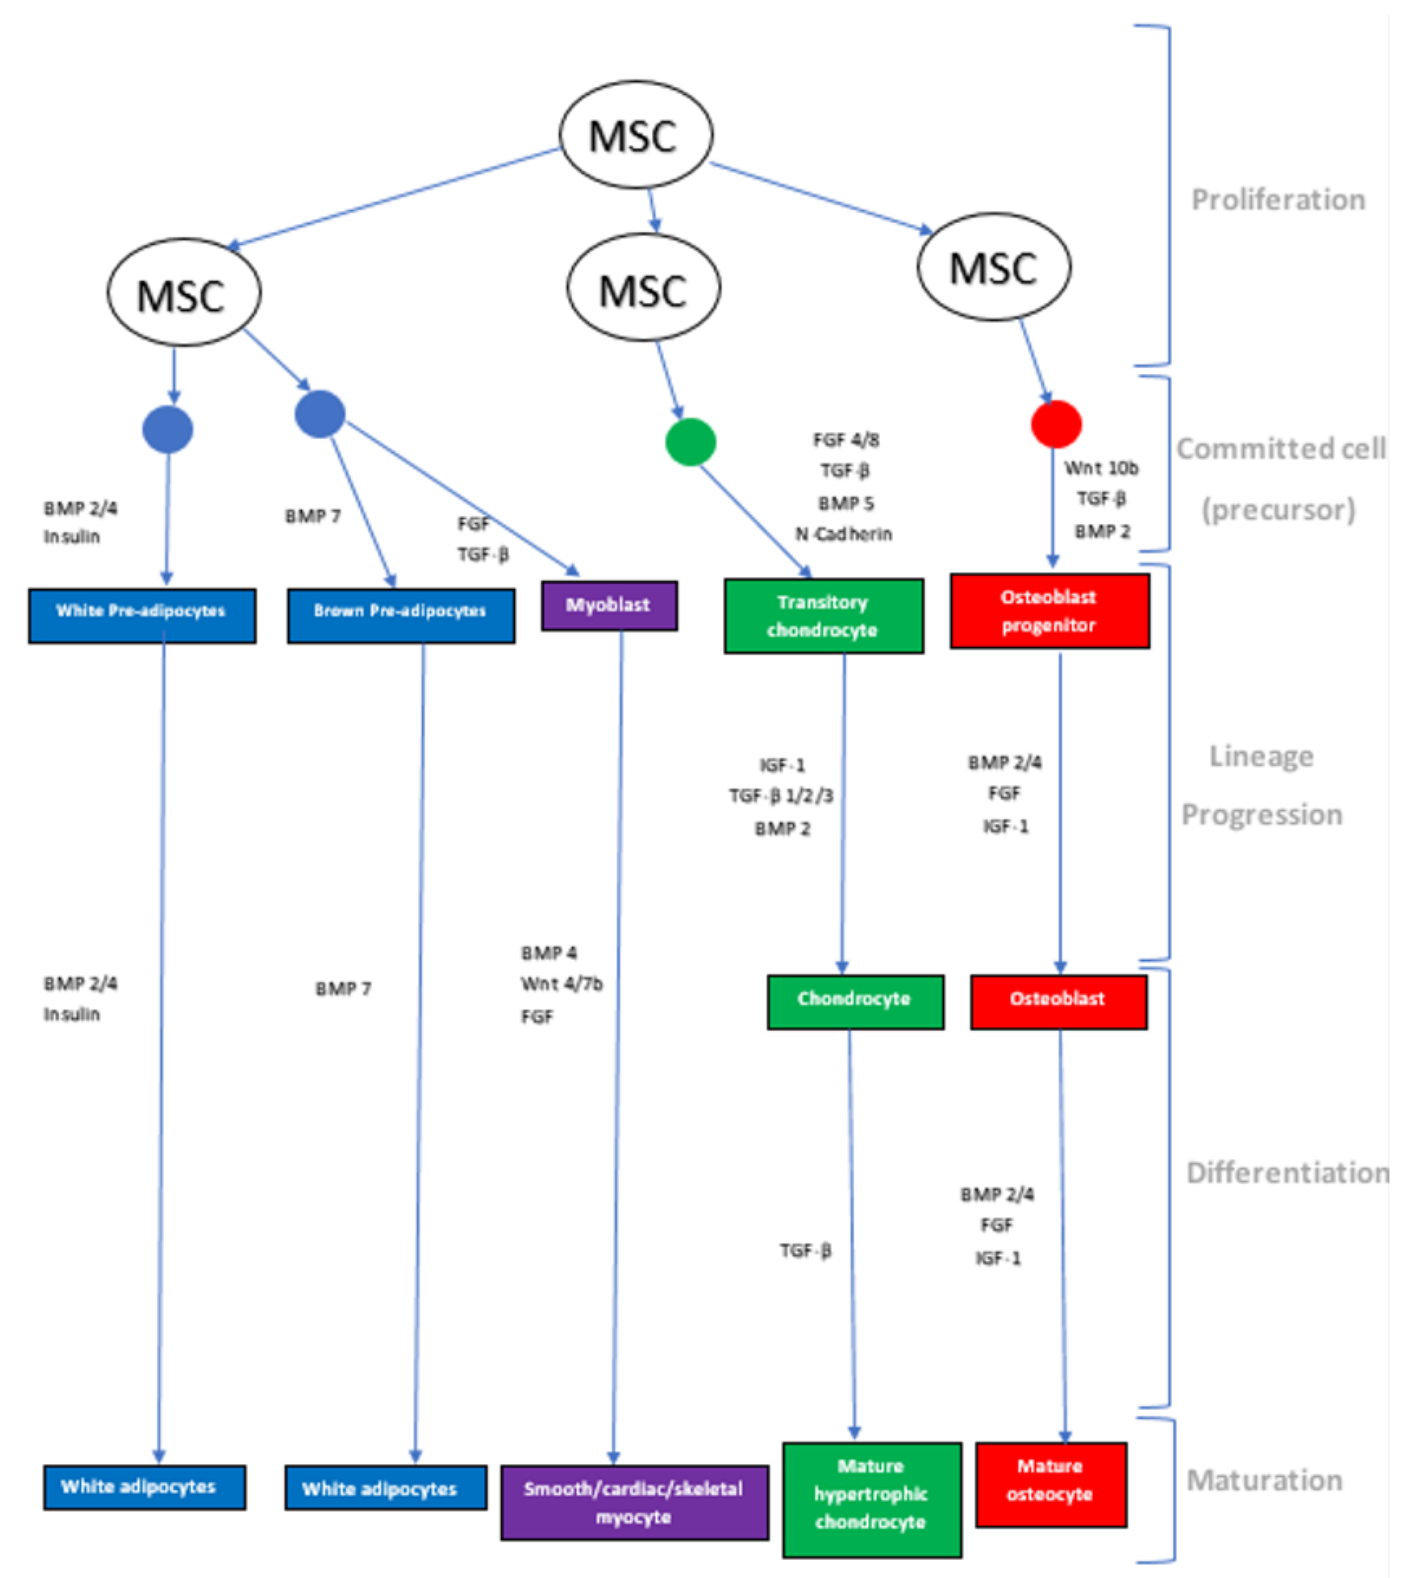 MSC
Proliferation
MSC
MSC
MSC
Committed cell
(precursor)
FGF 4/8
TGF-β
BMP 5
N-Cadherin
Wnt 10b
TGF-β
BMP 2
BMP 2/4
Insulin
BMP 7
FGF
TGF-β
White Pre-adipocytes
Brown Pre-adipocytes
Myoblast
Transitory
chondrocyte
Osteoblast
progenitor
Lineage
Progression
IGF-1
TGF-β 1/2/3
BMP 2
BMP 2/4
FGF
IGF-1
BMP 2/4
Insulin
BMP 7
BMP 4
Wnt 4/7b
FGF
Chondrocyte
Osteoblast
Differentiation
TGF-β
BMP 2/4
FGF
IGF-1
White adipocytes
White adipocytes
Smooth/cardiac/skeletal
myocyte
Mature
hypertrophic
chondrocyte
Mature
osteocyte
Maturation